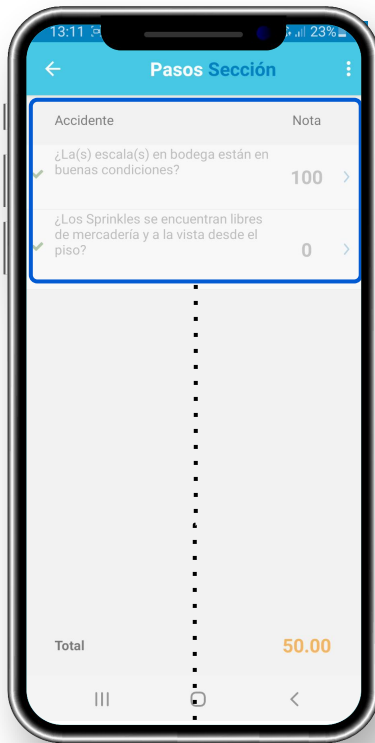 13:11 23%
Pasos Sección
Accidente Nota
¿La(s) escala(s) en bodega están en
buenas condiciones?
100
¿Los Sprinkles se encuentran libres
de mercadería y a la vista desde el
piso?
0
Total 50.00